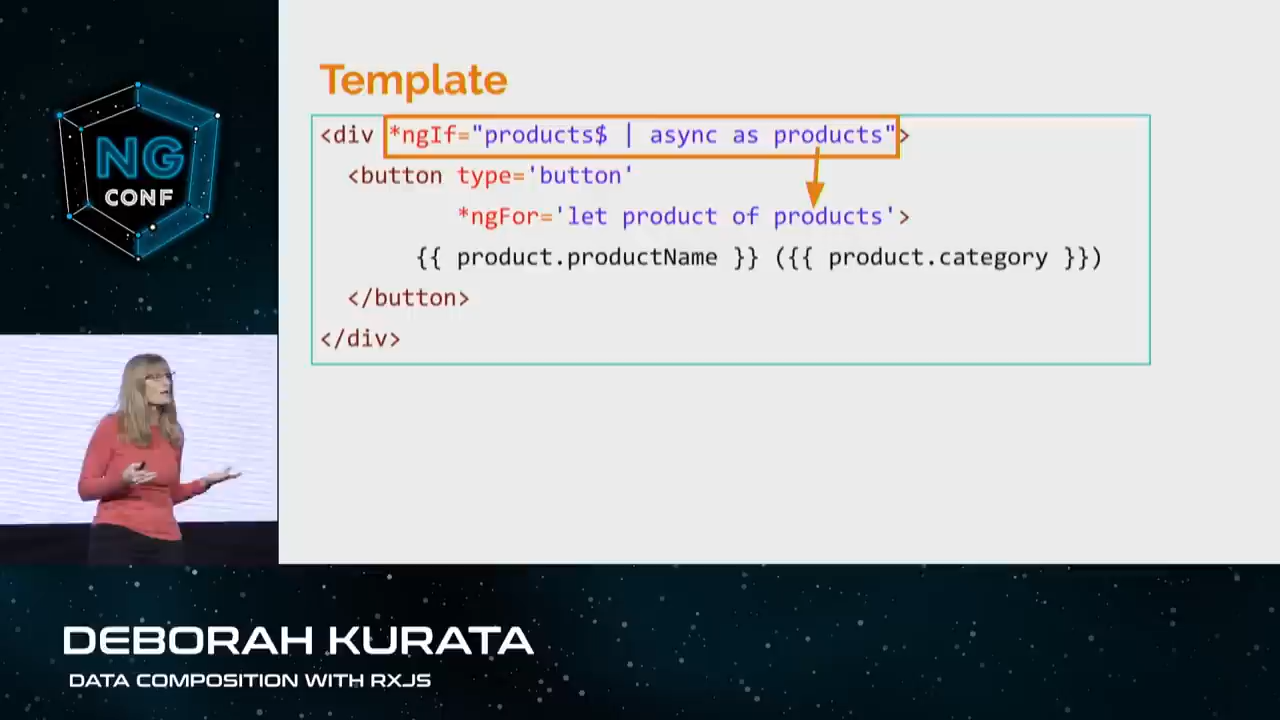 NG
CONF
Template
<div *ngIf="products$ | async as products">
<button type='button'
*ngFor='let product of products'>
{{ product.productName }} ({{ product.category }})
</button>
</div>
DEBORAH KURATA
DATA COMPOSITION WITH RXJS